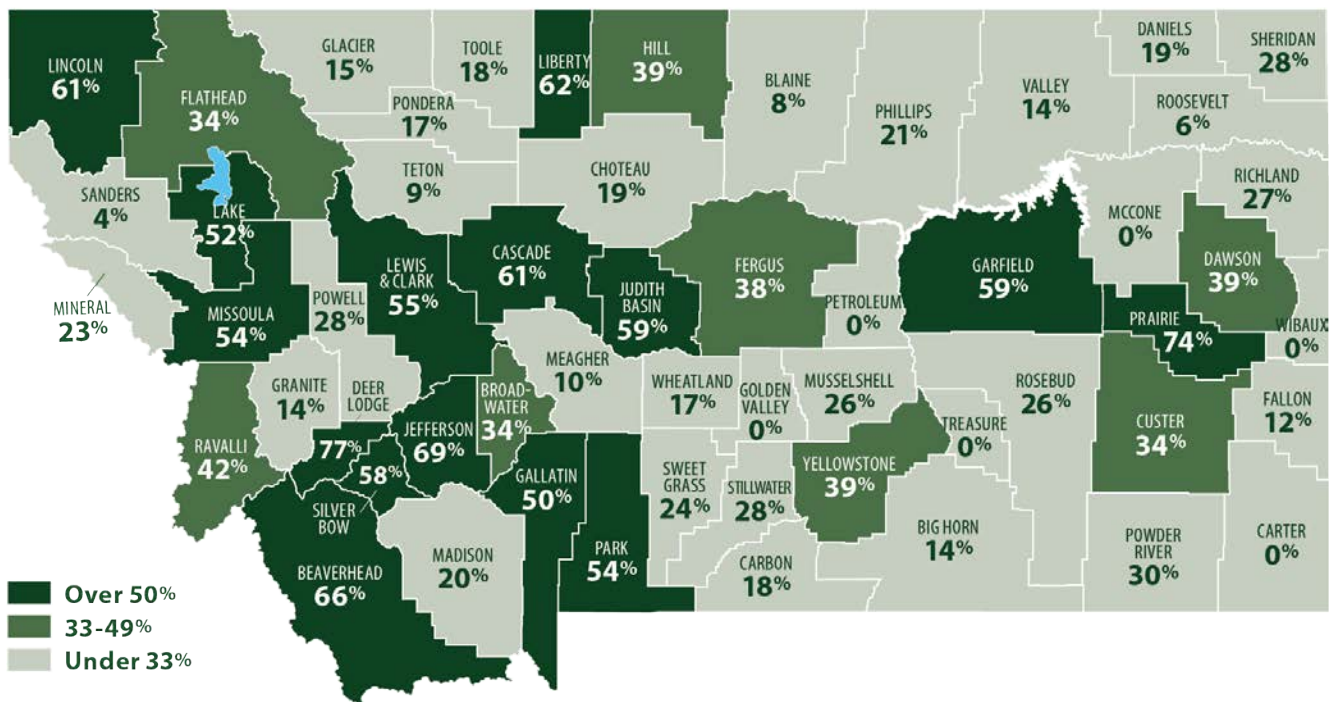 LINCOLN
61%
FLATHEAD
34%
GLACIER
15%
TOOLE
18%
PONDERA
17%
LIBERTY
62%
HILL
39%
BLAINE
8%
PHILLIPS
21%
VALLEY
14%
DANIELS
19%
SHERIDAN
28%
ROOSEVELT
6%
SANDERS
4%
LAKE
52%
TETON
9%
CHOTEAU
19%
RICHLAND
27%
MCCONE
0%
MINERAL
23%
MISSOULA
54%
POWELL
28%
LEWIS
& CLARK
55%
CASCADE
61%
JUDITH
BASIN
59%
FERGUS
38%
PETROLEUM
0%
GARFIELD
59%
DAWSON
39%
PRAIRIE
74%
WIBAUX
0%
RAVALLI
42%
GRANITE
14%
DEER
LODGE
77%
58%
SILVER
BOW
JEFFERSON
69%
BROAD-
WATER
34%
MEAGHER
10%
WHEATLAND
17%
GOLDEN
VALLEY
0%
MUSSELSHELL
26%
TREASURE
0%
ROSEBUD
26%
CUSTER
34%
FALLON
12%
BEAVERHEAD
66%
MADISON
20%
GALLATIN
50%
PARK
54%
SWEET
GRASS
24%
STILLWATER
28%
CARBON
18%
YELLOWSTONE
39%
BIG HORN
14%
POWDER
RIVER
30%
CARTER
0%
Over 50%
33-49%
Under 33%